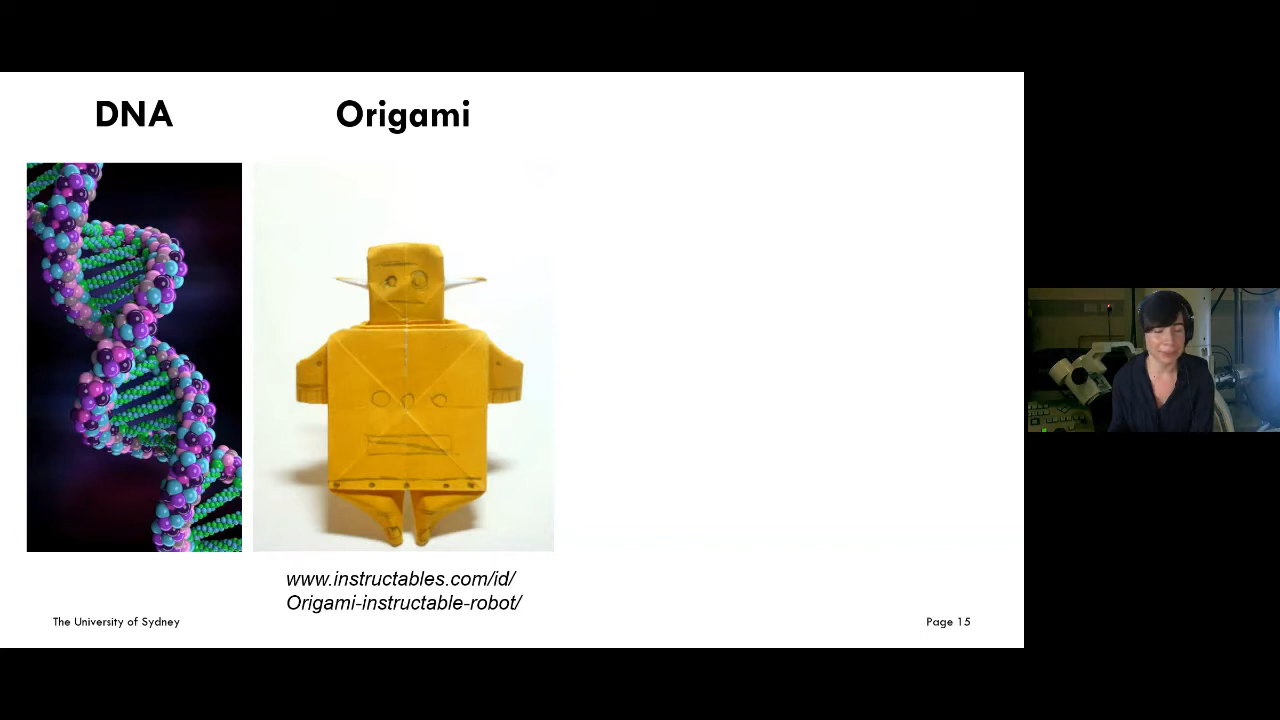 DNA
Origami
www.instructables.com/id/
Origami-instructable-robot/
The University of Sydney
Page 15